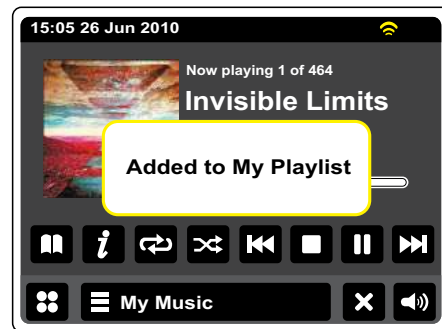 15:05 26 Jun 2010
Now playing 1 of 464
Invisible Limits
Added to My Playlist
i
My Music